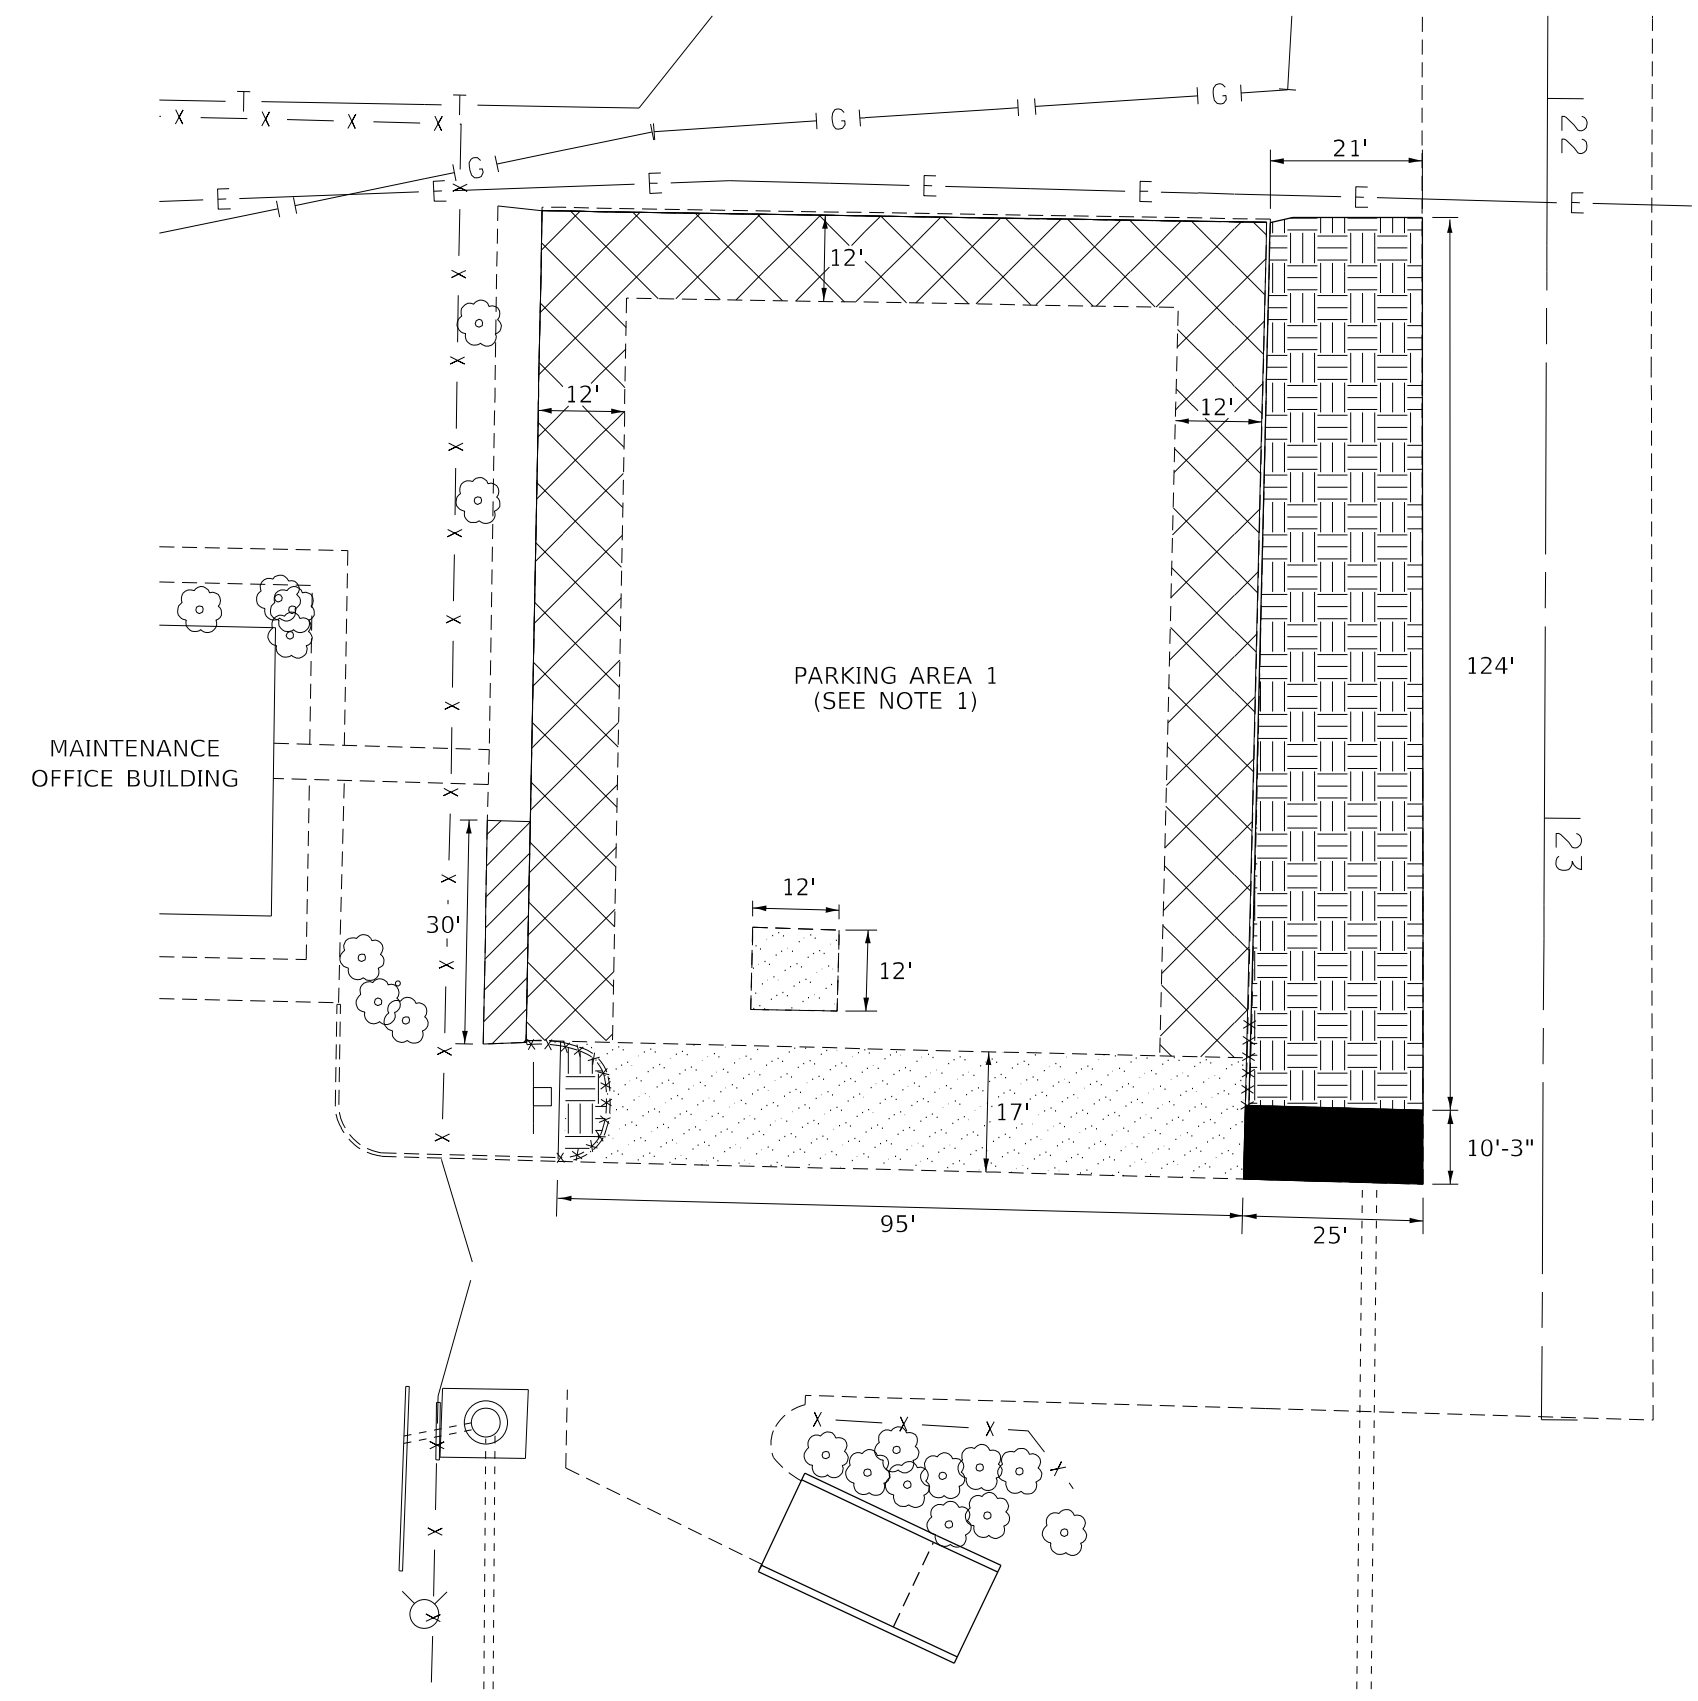 T
T
X
X
X
X
G
G
G
22
21'
E
E
E
E
E
E
E
X
12'
X
X
12'
12'
X
X
X
PARKING AREA 1
(SEE NOTE 1)
124'
X
MAINTENANCE
OFFICE BUILDING
X
23
X
12'
30'
12'
X
X
17'
X
10'-3"
95'
25'
X
X
X
X
X
X
X